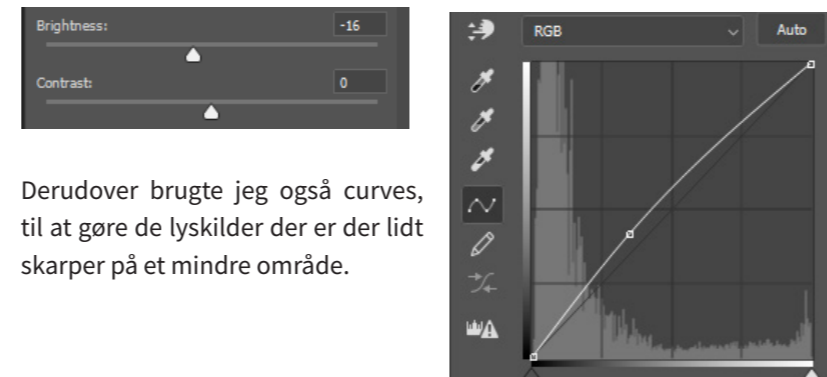 Brightness: -16
Contrast: 0
RGB Auto
Derudover brugte jeg også curves,
til at gøre de lyskilder der er der lidt
skarper på et mindre område.